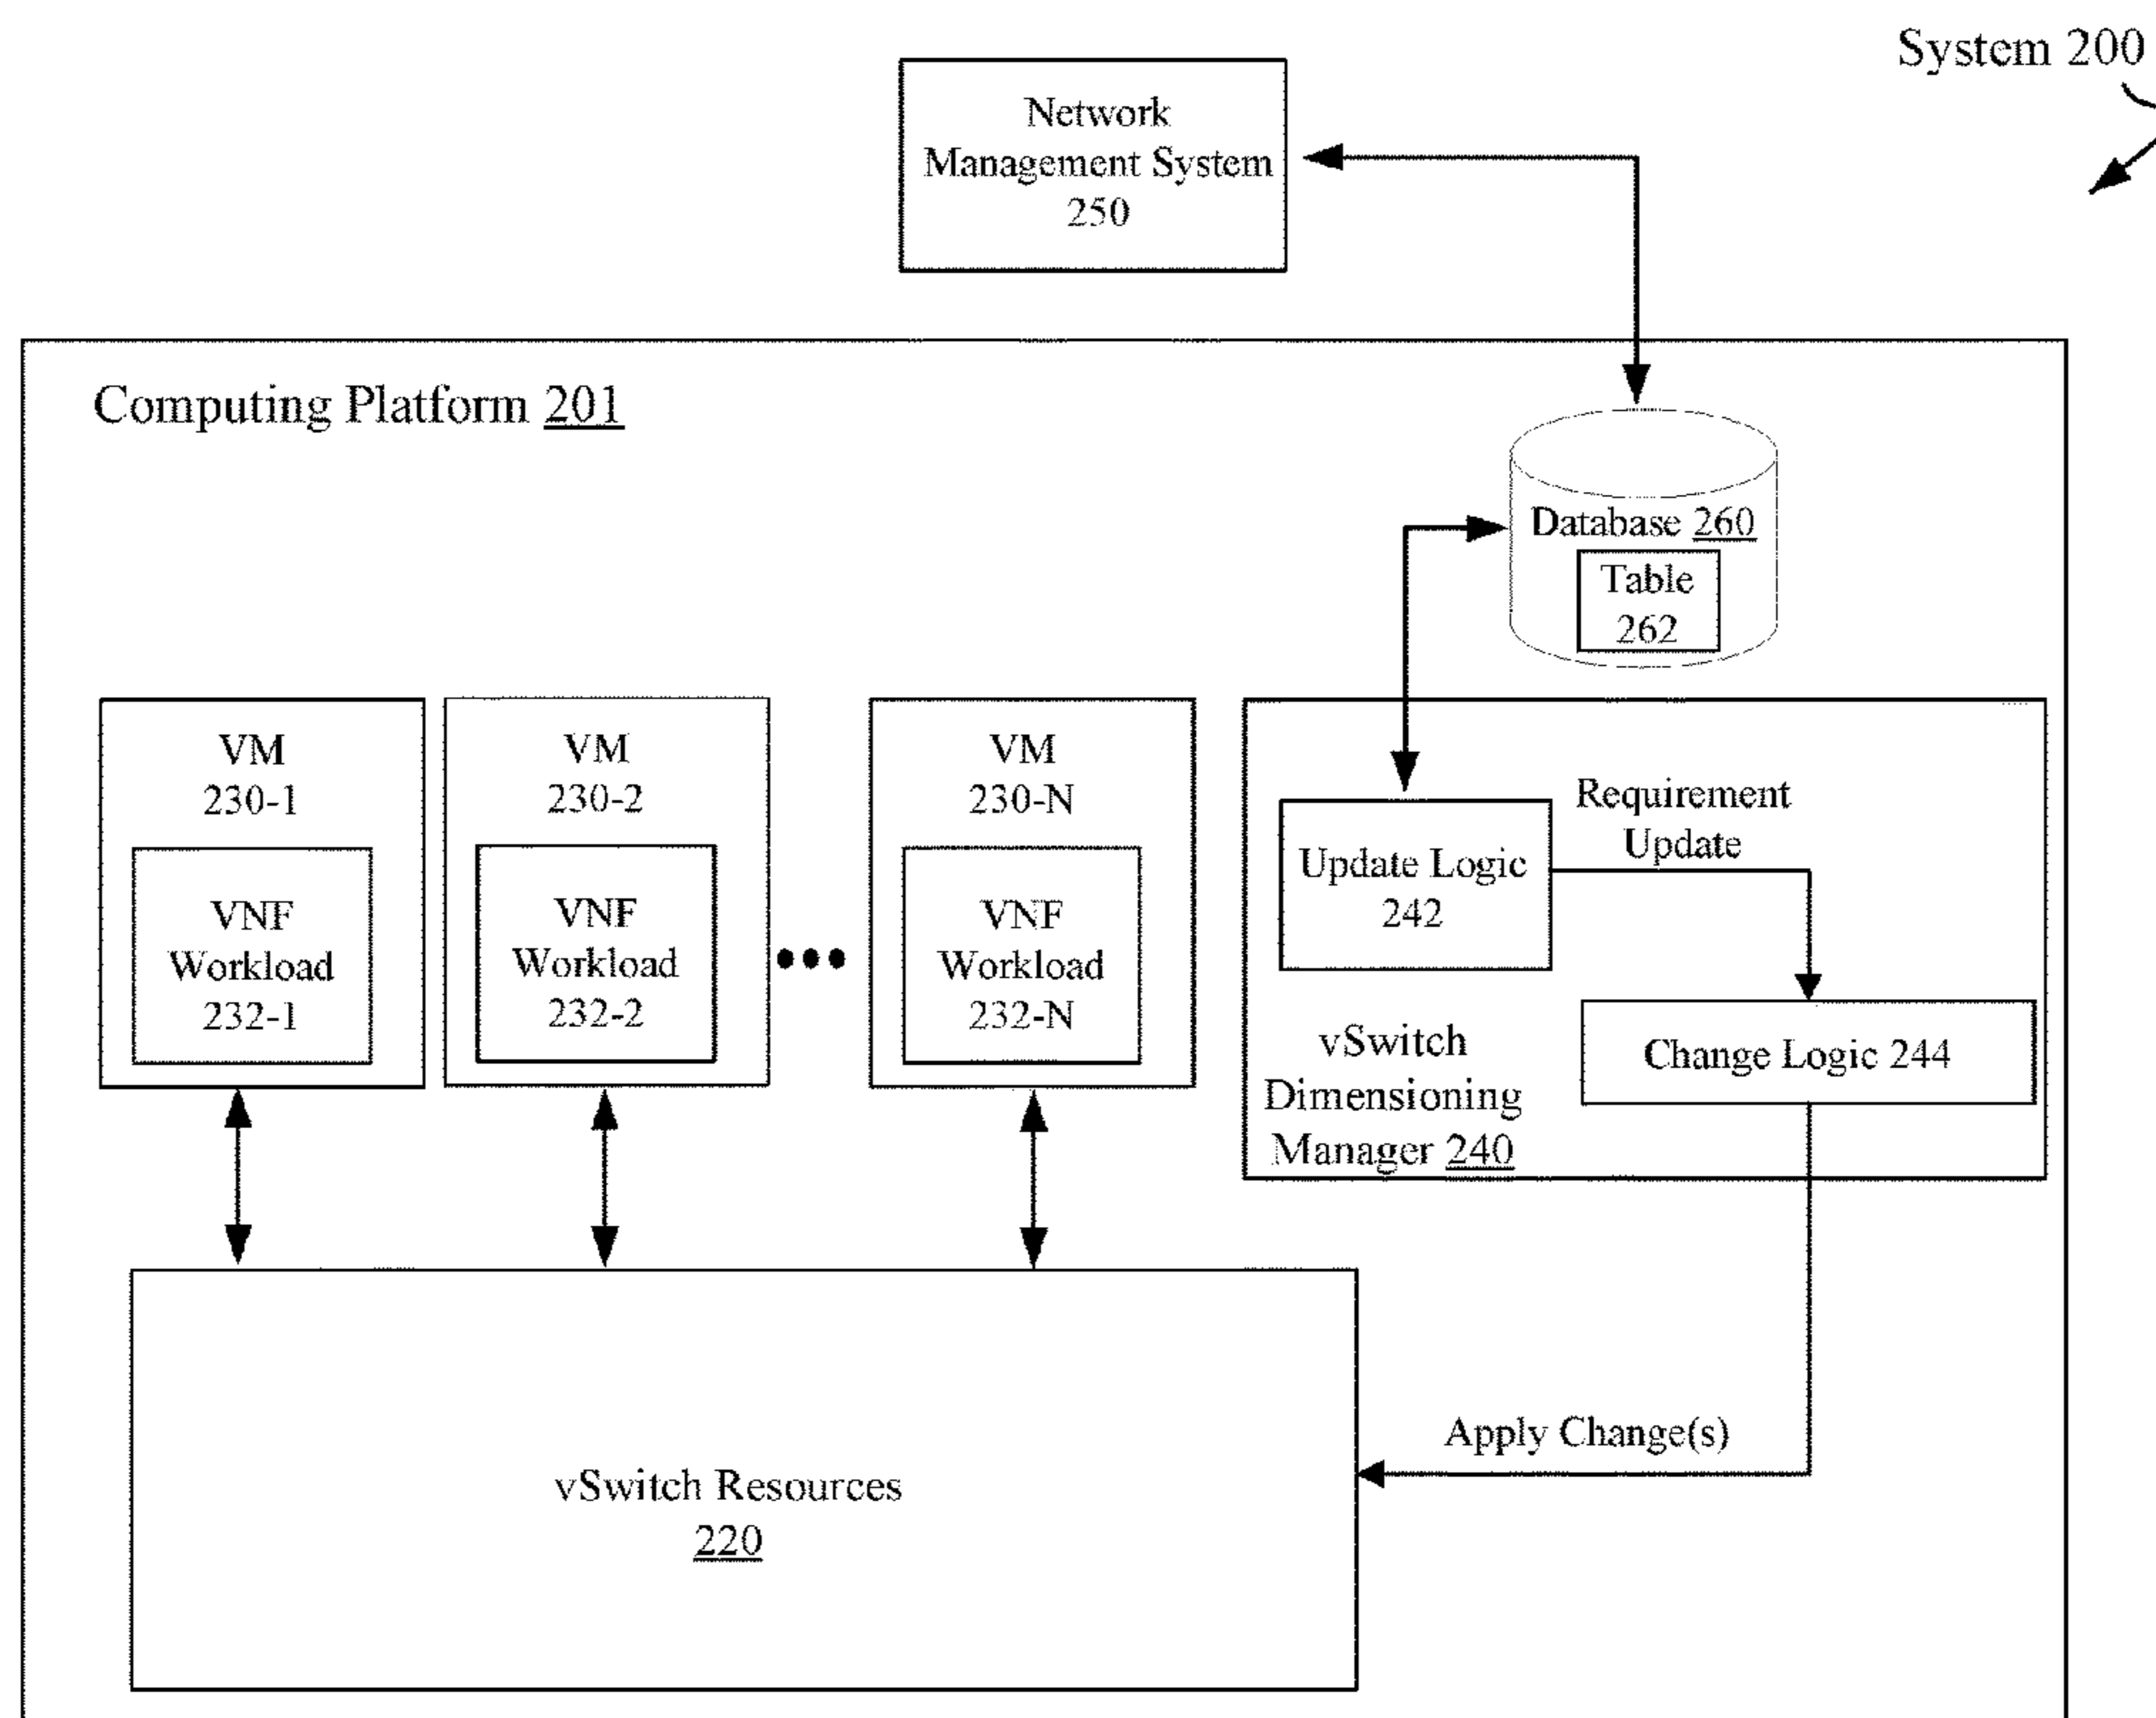 System 200
Network
Management System
250
Computing Platform 201
Database 260
Table
262
VM
230-1
VNF
Workload
232-1
VM
230-2
VNF
Workload
232-2
VM
230-N
VNF
Workload
232-N
Update Logic
242
Requirement
Update
Change Logic 244
vSwitch
Dimensioning
Manager 240
Apply Change(s)
vSwitch Resources
220